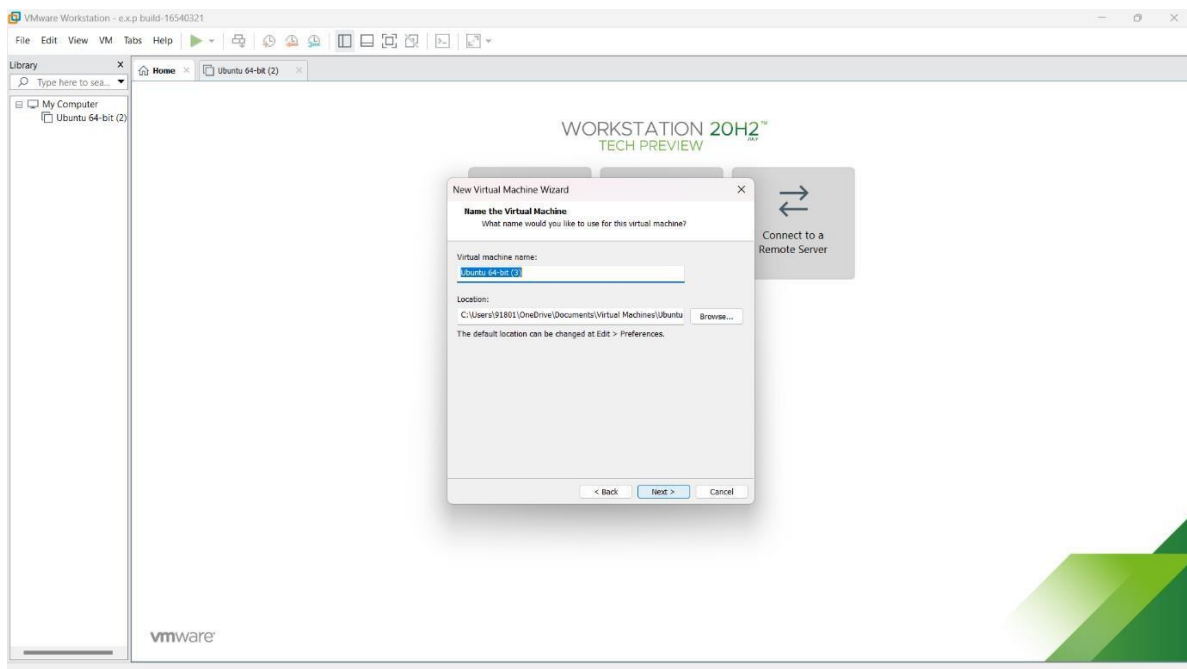 VMware Workstation - e.x.p build-16540321
File Edit View VM Tabs Help
Library X
Type here to sea...
My Computer
Ubuntu 64-bit (2)
Home
Ubuntu 64-bit (2)
WORKSTATION 20H2™
JULY
TECH PREVIEW
Connect to a
Remote Server
New Virtual Machine Wizard
Name the Virtual Machine
What name would you like to use for this virtual machine?
Virtual machine name:
Ubuntu 64-bit (3)
Location:
C:\Users\91801\OneDrive\Documents\Virtual Machines\Ubuntu
Browse...
The default location can be changed at Edit > Preferences.
< Back Next > Cancel
vmware